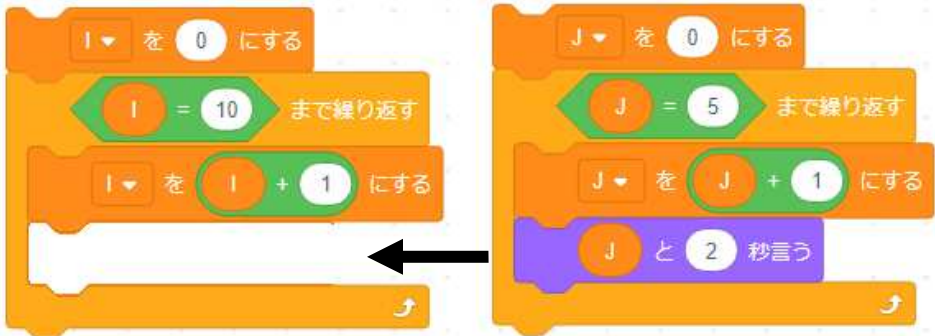 I を 0 にする
I = 10 まで繰り返す
I を I + 1 にする
J を 0 にする
J = 5 まで繰り返す
J を J + 1 にする
J と 2 秒言う